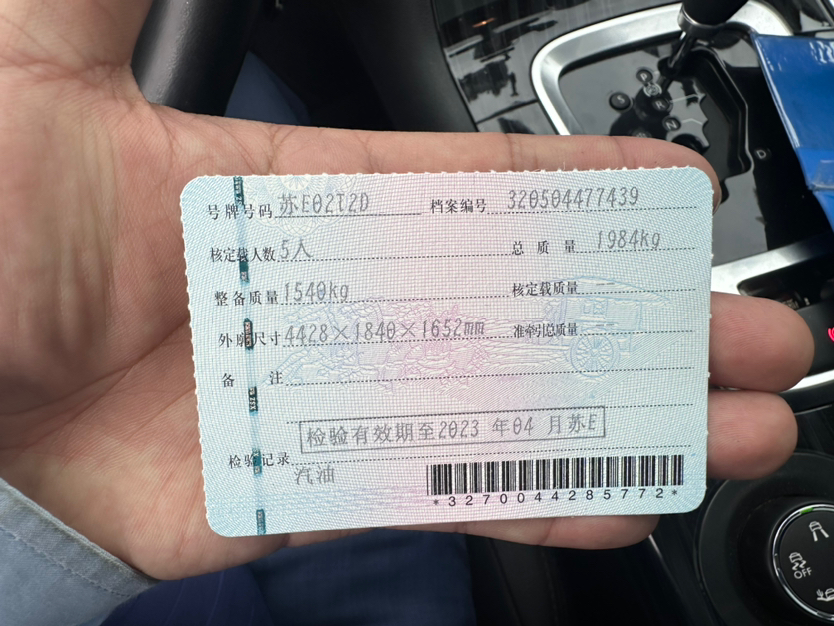 号牌号码 苏E02T2D 档案编号 320504477439
核定载人数 5人 总质量 1984kg
整备质量 1540kg 核定载质量
外廓尺寸 4428×1840×1652mm 准牵引总质量
备注
检验有效期至2023年04月苏E
检验记录
汽油
*3270044285772*
D
OFF